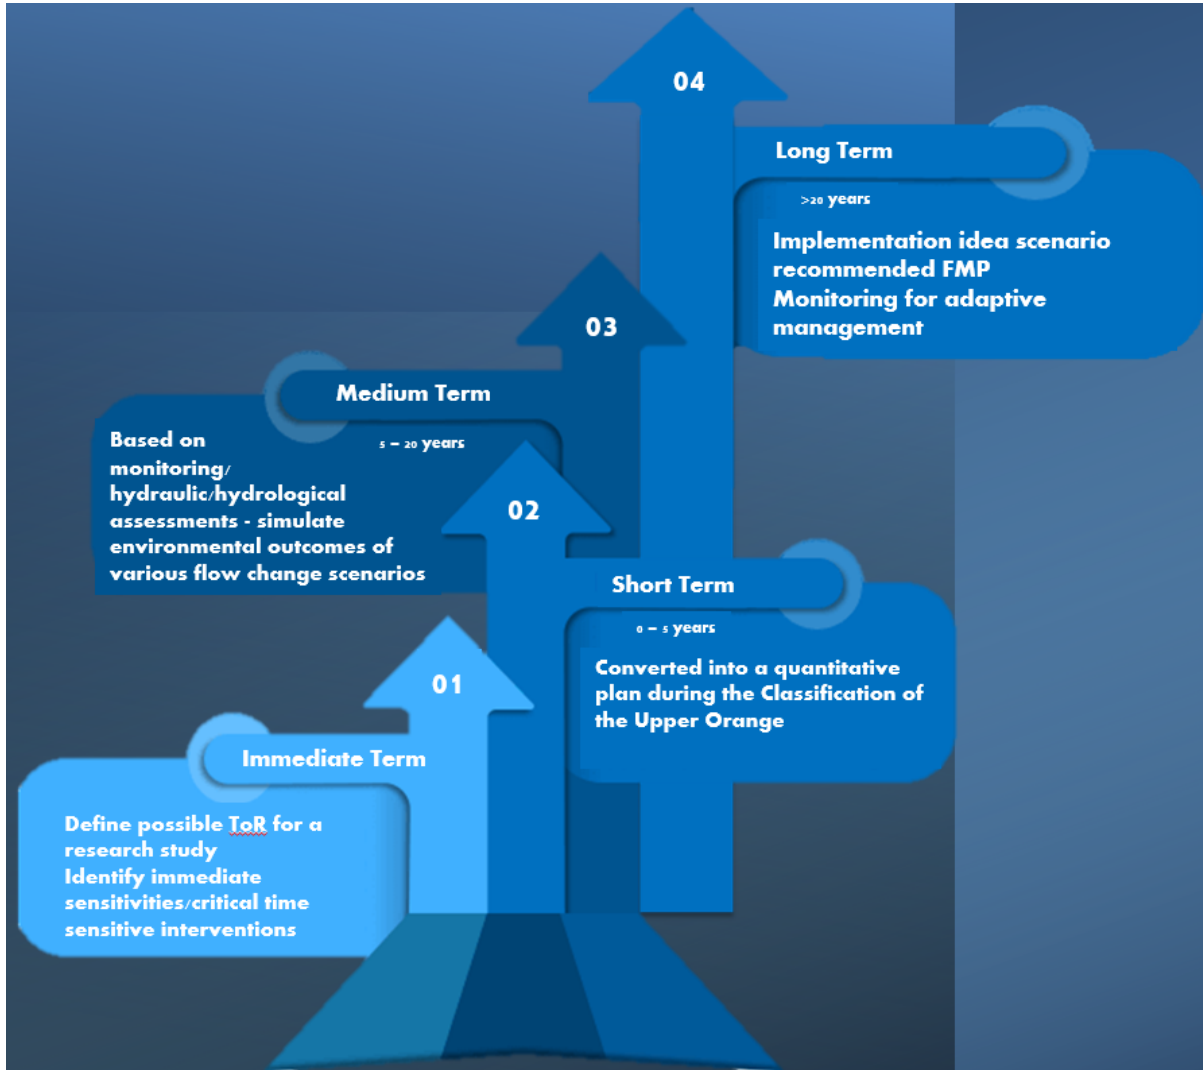 04
Long Term
>20 years
Implementation idea scenario
recommended FMP
Monitoring for adaptive
management
03
Medium Term
5 – 20 years
Based on
monitoring/
hydraulic/hydrological
assessments - simulate
environmental outcomes of
various flow change scenarios
02
Short Term
0 – 5 years
Converted into a quantitative
plan during the Classification of
the Upper Orange
01
Immediate Term
Define possible ToR for a
research study
Identify immediate
sensitivities/critical time
sensitive interventions